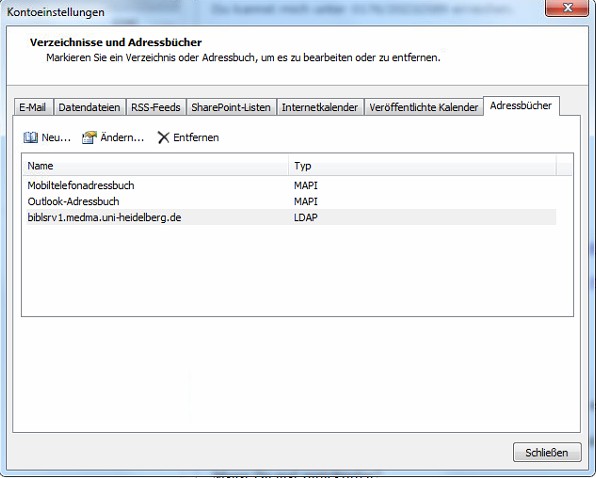 Kontoeinstellungen
Verzeichnisse und Adressbücher
Markieren Sie ein Verzeichnis oder Adressbuch, um es zu bearbeiten oder zu entfernen.
E-Mail Datendateien RSS-Feeds SharePoint-Listen Internetkalender Veröffentlichte Kalender Adressbücher
Neu... Ändern... Entfernen
Name Typ
Mobiltelefonadressbuch MAPI
Outlook-Adressbuch MAPI
biblsrv1.medma.uni-heidelberg.de LDAP
Schließen